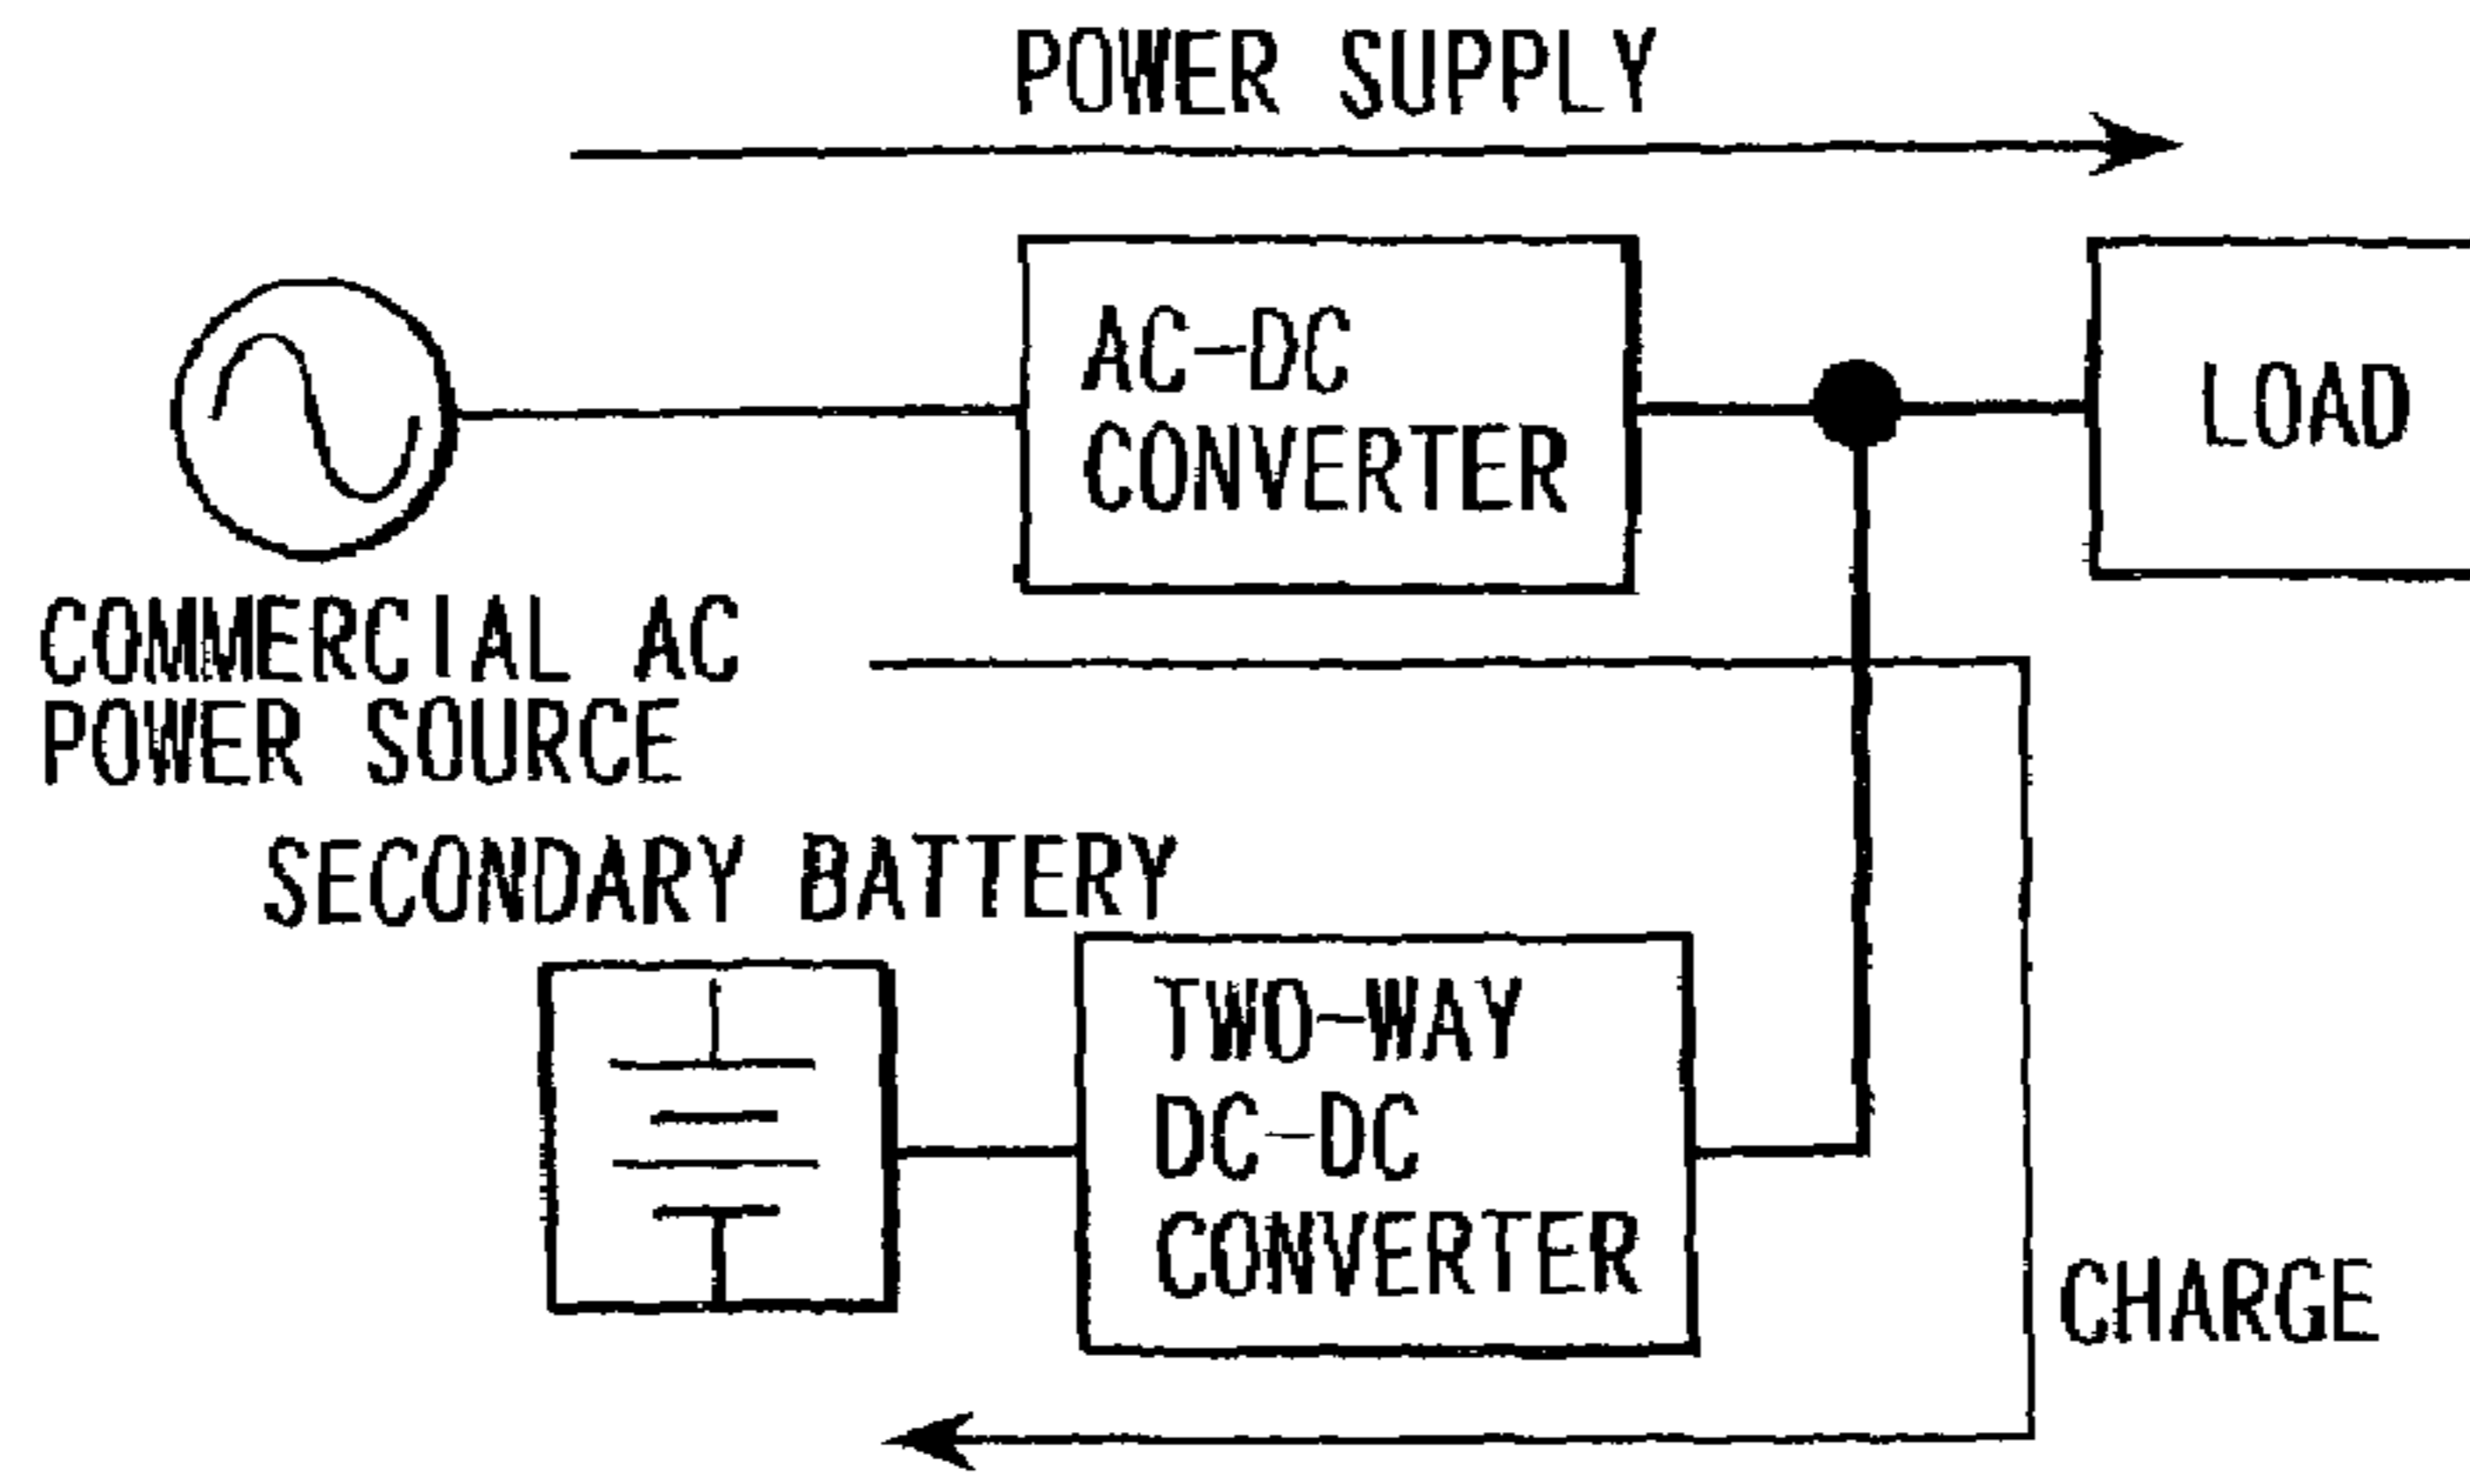 POWER SUPPLY
AC-DC
CONVERTER
LOAD
COMMERCIAL AC
POWER SOURCE
SECONDARY BATTERY
TWO-WAY
DC-DC
CONVERTER
CHARGE